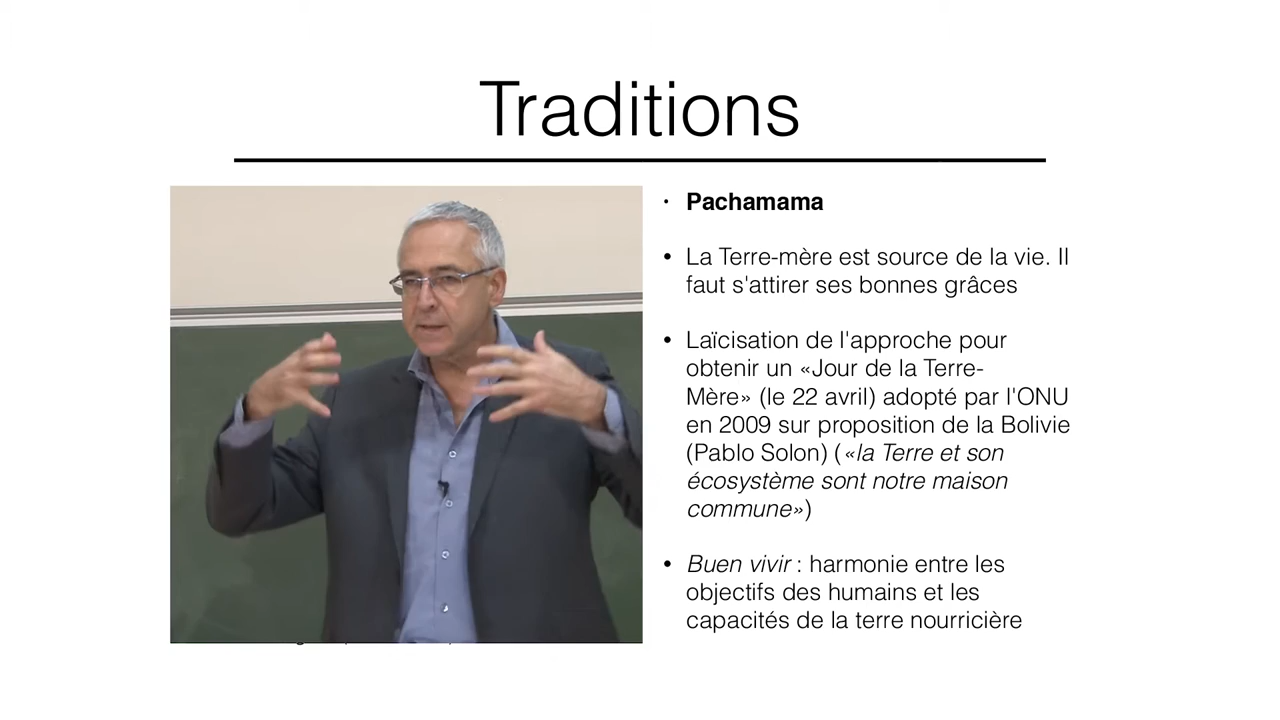 Traditions
• Pachamama
• La Terre-mère est source de la vie. Il
faut s'attirer ses bonnes grâces
• Laïcisation de l'approche pour
obtenir un «Jour de la Terre-
Mère» (le 22 avril) adopté par l'ONU
en 2009 sur proposition de la Bolivie
(Pablo Solon) («la Terre et son
écosystème sont notre maison
commune»)
• Buen vivir : harmonie entre les
objectifs des humains et les
capacités de la terre nourricière